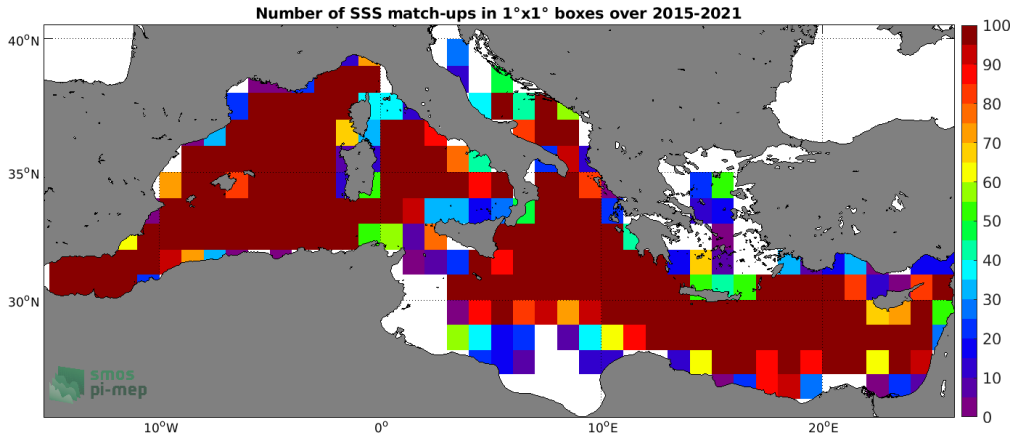 Number of SSS match-ups in 1°x1° boxes over 2015-2021
40°N
35°N
30°N
10°W
0°C
10°E
20°E
100
90
80
70
60
50
40
30
20
10
0
smos
pi-mep